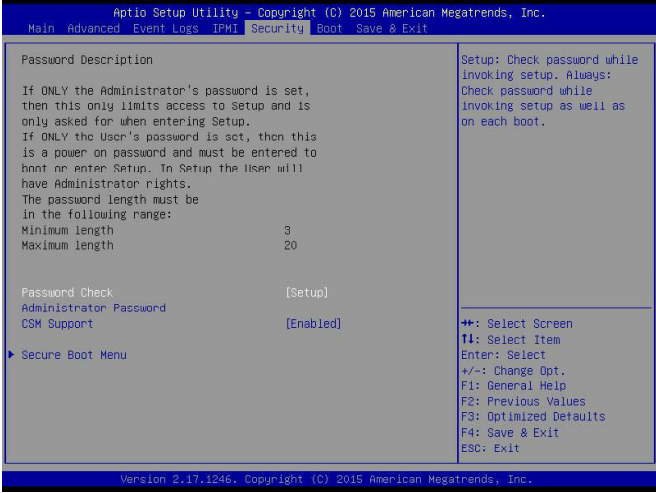 Aptio Setup Utility – Copyright (C) 2015 American Megatrends, Inc.
Main Advanced Event Logs IPMI Security Boot Save & Exit
Password Description
If ONLY the Administrator's password is set,
then this only limits access to Setup and is
only asked for when entering Setup.
If ONLY the User's password is set, then this
is a power on password and must be entered to
boot or enter Setup. In Setup the User will
have Administrator rights.
The password length must be
in the following range:
Minimum length 3
Maximum length 20
Password Check [Setup]
Administrator Password
CSM Support [Enabled]
Secure Boot Menu
Setup: Check password while
invoking setup. Always:
Check password while
invoking setup as well as
on each boot.
→←: Select Screen
↑↓: Select Item
Enter: Select
+/-: Change Opt.
F1: General Help
F2: Previous Values
F3: Optimized Defaults
F4: Save & Exit
ESC: Exit
Version 2.17.1246. Copyright (C) 2015 American Megatrends, Inc.